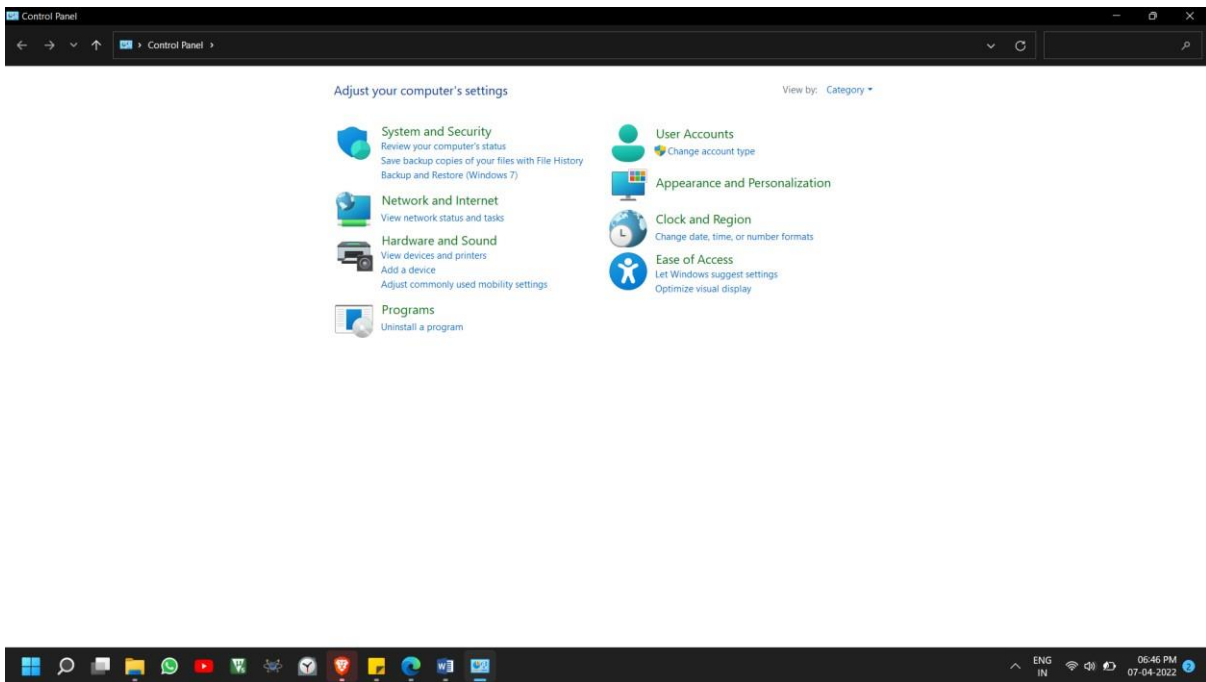 Control Panel
Control Panel
Adjust your computer's settings
View by: Category
System and Security
Review your computer's status
Save backup copies of your files with File History
Backup and Restore (Windows 7)
Network and Internet
View network status and tasks
Hardware and Sound
View devices and printers
Add a device
Adjust commonly used mobility settings
Programs
Uninstall a program
User Accounts
Change account type
Appearance and Personalization
Clock and Region
Change date, time, or number formats
Ease of Access
Let Windows suggest settings
Optimize visual display
ENG
IN
06:46 PM
07-04-2022
2